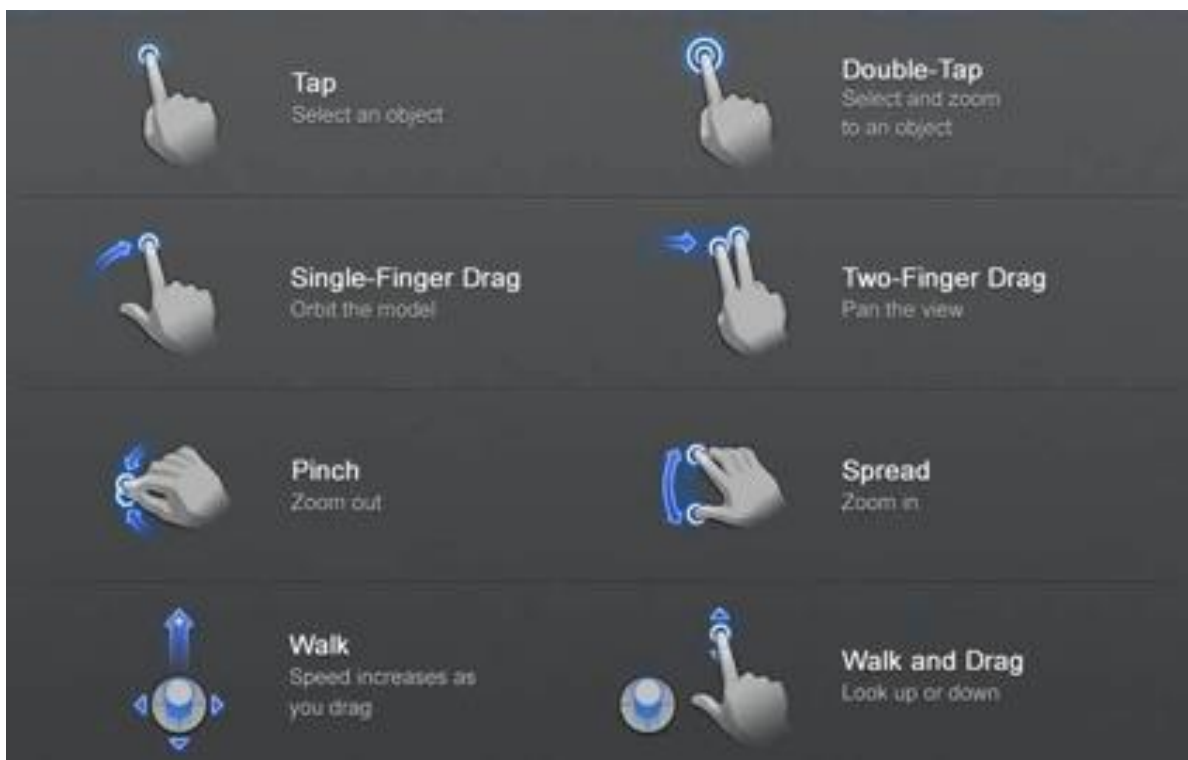 Tap
Select an object
Double-Tap
Select and zoom
to an object
Single-Finger Drag
Orbit the model
Two-Finger Drag
Pan the view
Pinch
Zoom out
Spread
Zoom in
Walk
Speed increases as
you drag
Walk and Drag
Look up or down